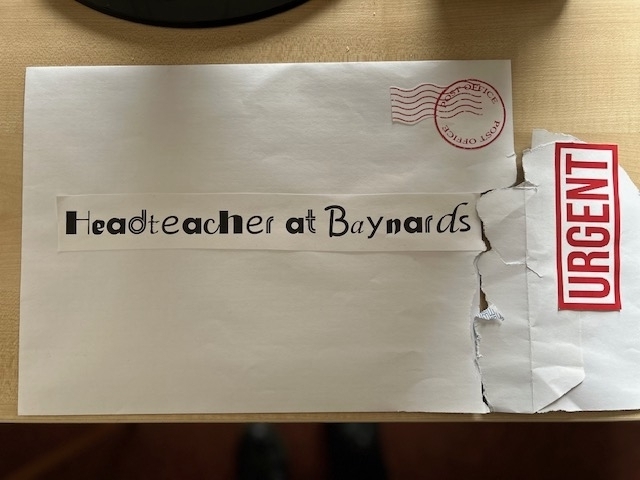 POST OFFICE
POST OFFICE
Headteacher at Baynards
URGENT